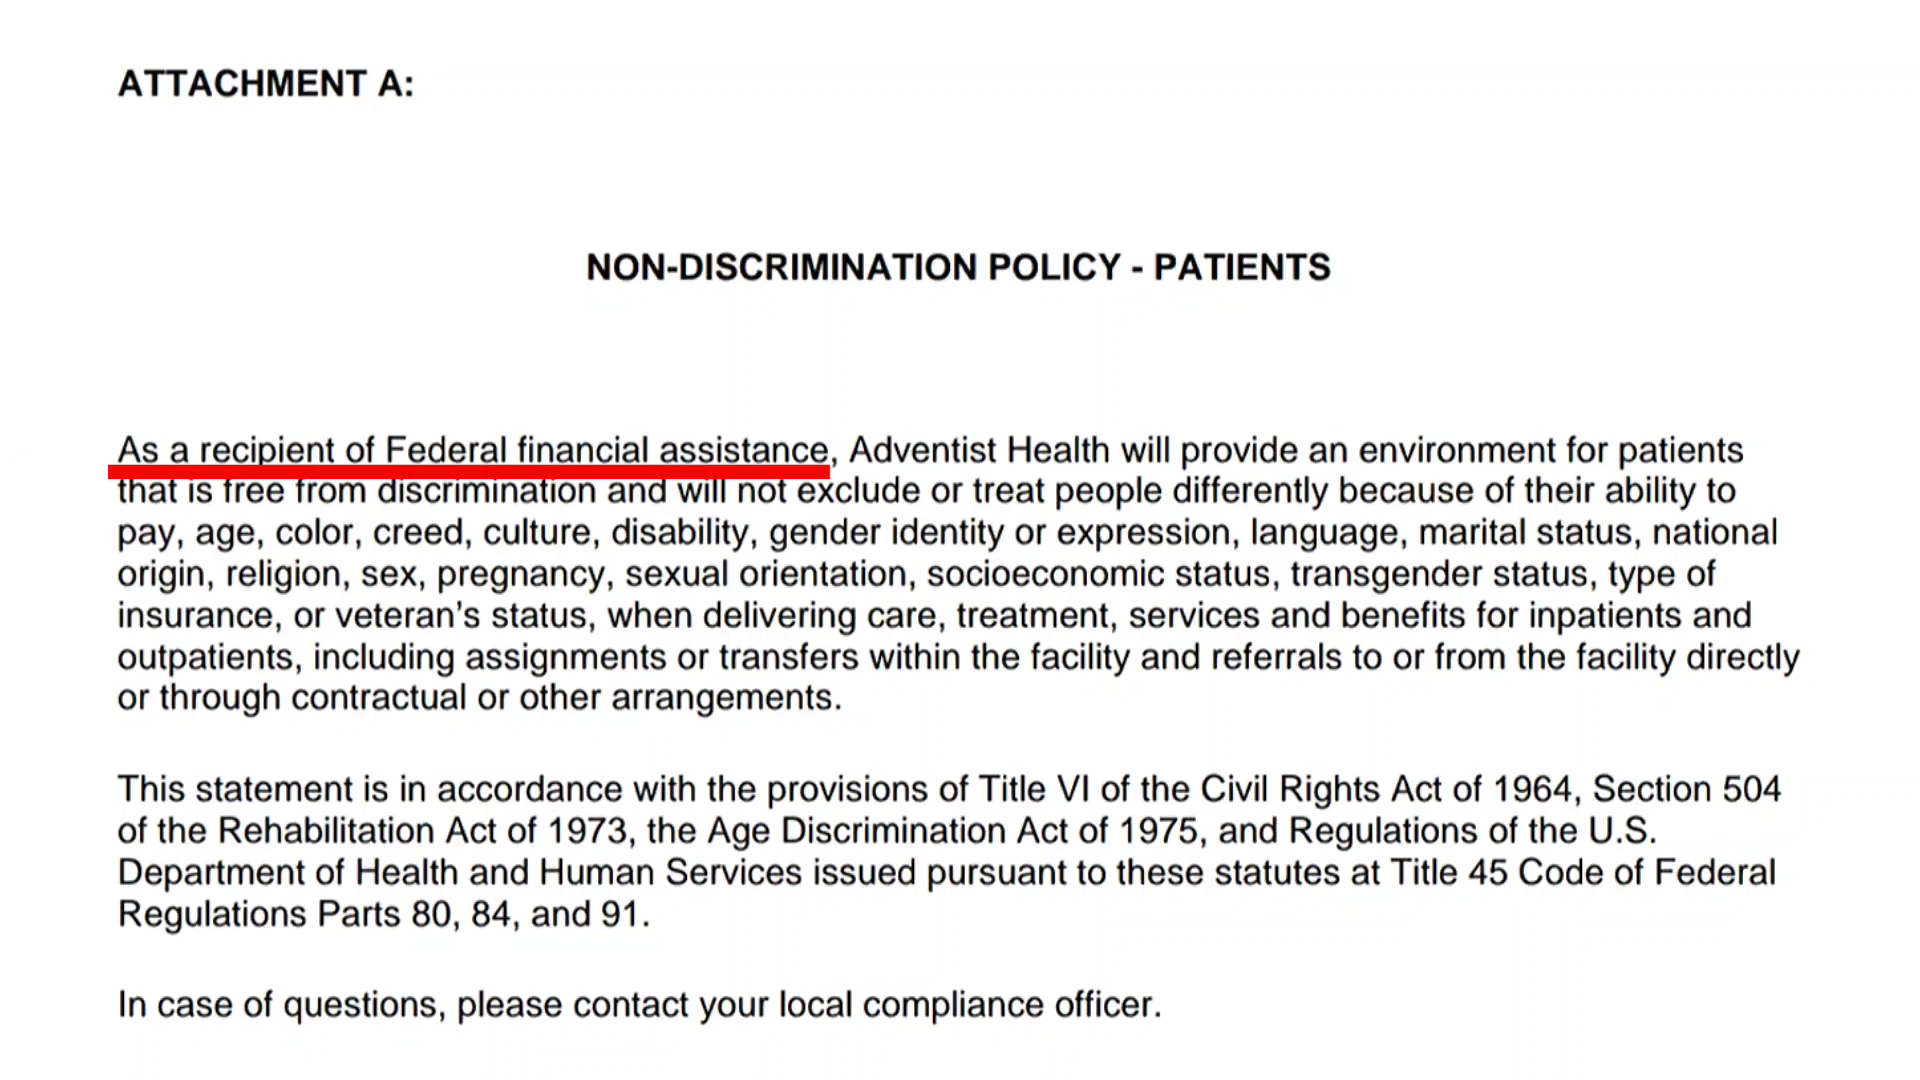 ATTACHMENT A:
NON-DISCRIMINATION POLICY - PATIENTS
As a recipient of Federal financial assistance, Adventist Health will provide an environment for patients
that is free from discrimination and will not exclude or treat people differently because of their ability to
pay, age, color, creed, culture, disability, gender identity or expression, language, marital status, national
origin, religion, sex, pregnancy, sexual orientation, socioeconomic status, transgender status, type of
insurance, or veteran's status, when delivering care, treatment, services and benefits for inpatients and
outpatients, including assignments or transfers within the facility and referrals to or from the facility directly
or through contractual or other arrangements.
This statement is in accordance with the provisions of Title VI of the Civil Rights Act of 1964, Section 504
of the Rehabilitation Act of 1973, the Age Discrimination Act of 1975, and Regulations of the U.S.
Department of Health and Human Services issued pursuant to these statutes at Title 45 Code of Federal
Regulations Parts 80, 84, and 91.
In case of questions, please contact your local compliance officer.